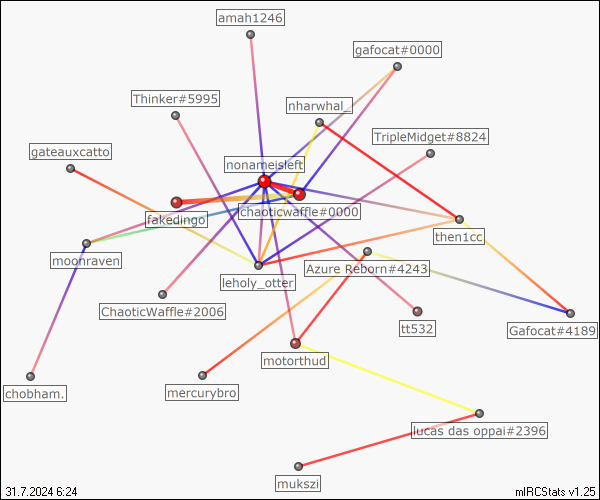 amah1246
gafocat#0000
Thinker#5995
nharwhal_
TripleMidget#8824
gateauxcatto
nonameisleft
chaoticwaffle#0000
fakedingo
then1cc
moonraven
Azure Reborn#4243
leholy_otter
ChaoticWaffle#2006
tt532
Gafocat#4189
motorthud
chobham.
mercurybro
lucas das oppai#2396
mukszi
31.7.2024 6:24
mIRCStats v1.25